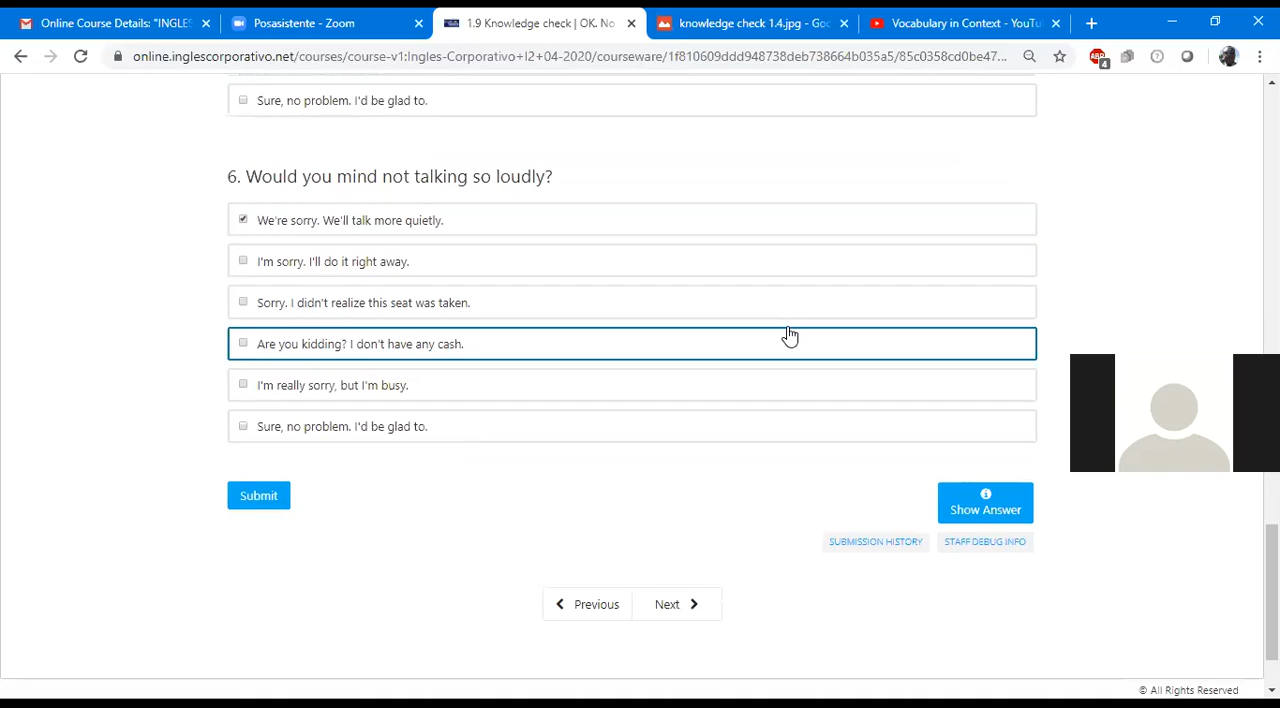 Online Course Details: "INGLES
Posasistente - Zoom
1.9 Knowledge check | OK. No
knowledge check 1.4.jpg - Goo
Vocabulary in Context - YouTu
online.inglescorporativo.net/courses/course-v1:Ingles-Corporativo+I2+04-2020/courseware/1f810609ddd948738deb738664b035a5/85c0358cd0be47...
4
Sure, no problem. I'd be glad to.
6. Would you mind not talking so loudly?
We're sorry. We'll talk more quietly.
I'm sorry. I'll do it right away.
Sorry. I didn't realize this seat was taken.
Are you kidding? I don't have any cash.
I'm really sorry, but I'm busy.
Sure, no problem. I'd be glad to.
Submit
Show Answer
SUBMISSION HISTORY
STAFF DEBUG INFO
Previous
Next
© All Rights Reserved